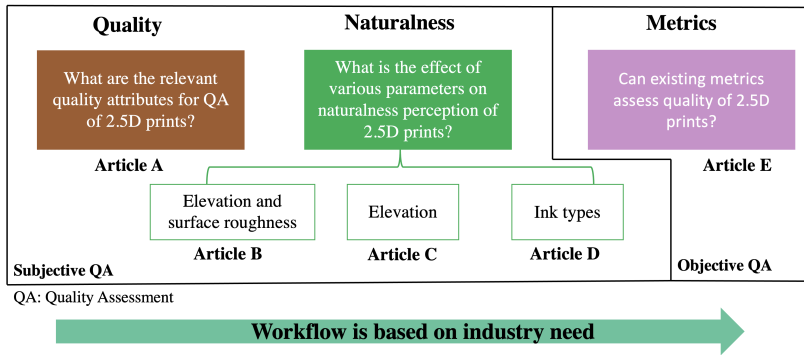 Quality
Naturalness
Metrics
What are the relevant
quality attributes for QA
of 2.5D prints?
What is the effect of
various parameters on
naturalness perception of
2.5D prints?
Can existing metrics
assess quality of 2.5D
prints?
Article A
Article E
Elevation and
surface roughness
Elevation
Ink types
Article B
Article C
Article D
Subjective QA
Objective QA
QA: Quality Assessment
Workflow is based on industry need